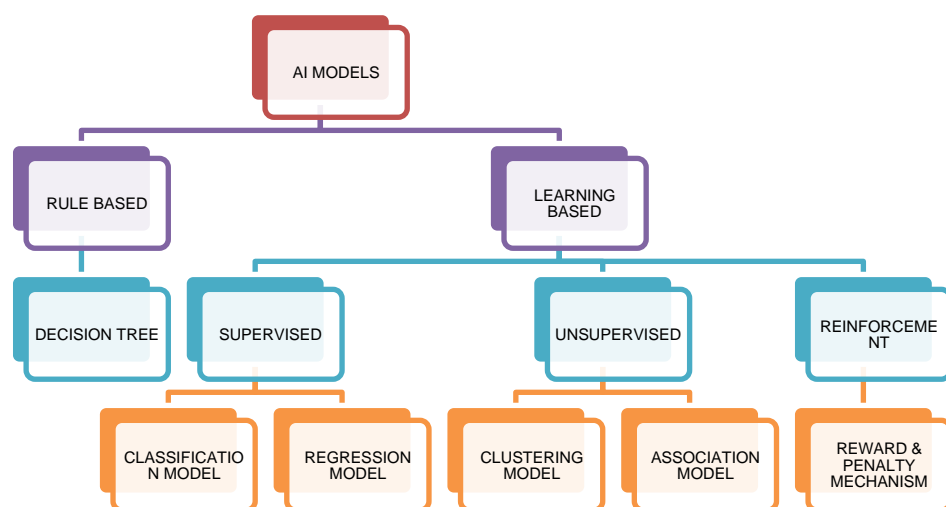 AI MODELS
RULE BASED
LEARNING
BASED
DECISION TREE
SUPERVISED
UNSUPERVISED
REINFORCEME
NT
CLASSIFICATIO
N MODEL
REGRESSION
MODEL
CLUSTERING
MODEL
ASSOCIATION
MODEL
REWARD &
PENALTY
MECHANISM